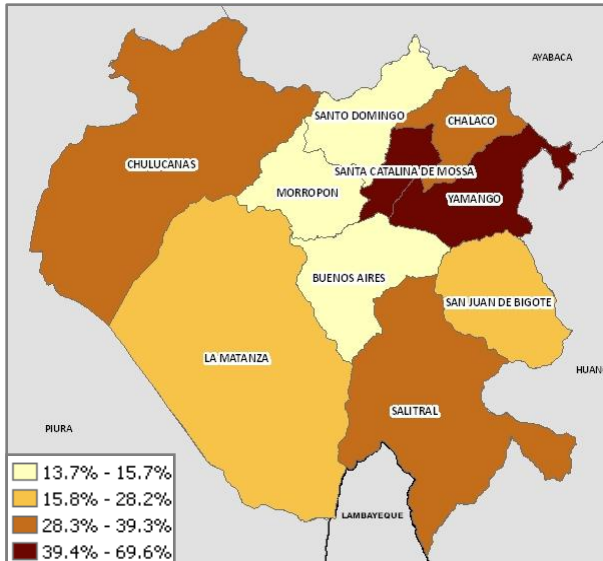 AYABACA
SANTO DOMINGO
CHALACO
CHULUCANAS
SANTA CATALINA DE MOSSA
MORROPON
YAMANGO
BUENOS AIRES
SAN JUAN DE BIGOTE
LA MATANZA
HUANC
SALITRAL
PIURA
LAMBAYEQUE
13.7% - 15.7%
15.8% - 28.2%
28.3% - 39.3%
39.4% - 69.6%